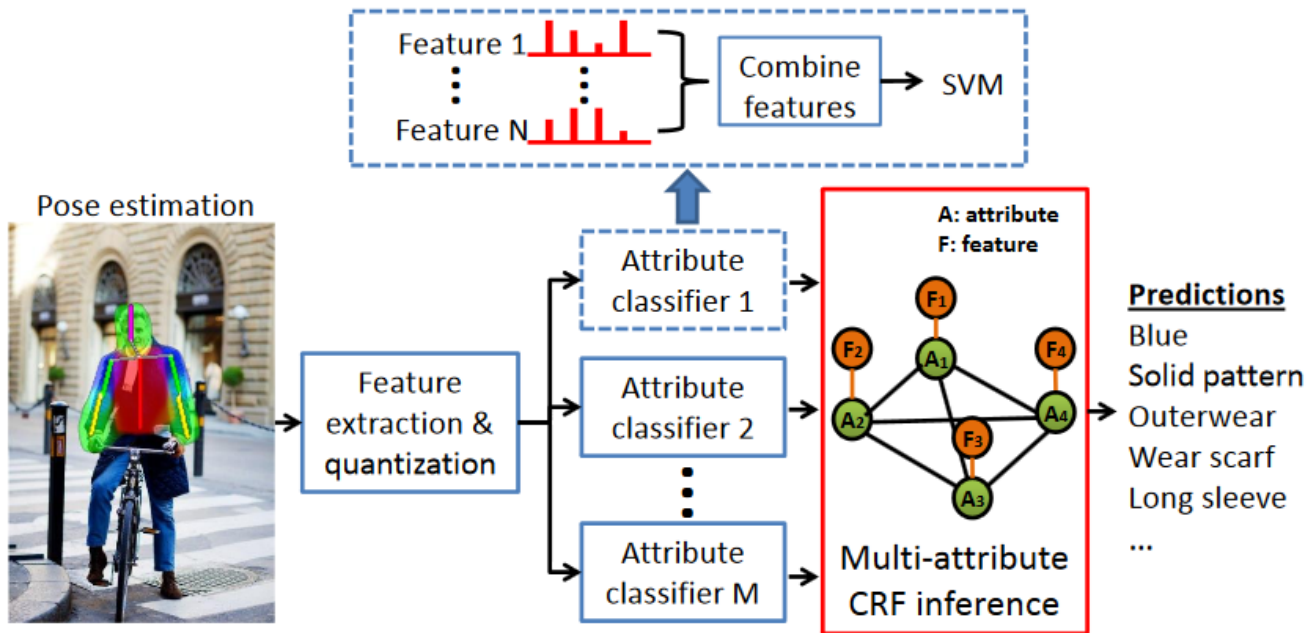 Feature 1
Feature N
Combine
features
SVM
Pose estimation
Feature
extraction &
quantization
Attribute
classifier 1
Attribute
classifier 2
Attribute
classifier M
A: attribute
F: feature
F1
F2
F4
A1
A2
A4
F3
A3
Multi-attribute
CRF inference
Predictions
Blue
Solid pattern
Outerwear
Wear scarf
Long sleeve
...